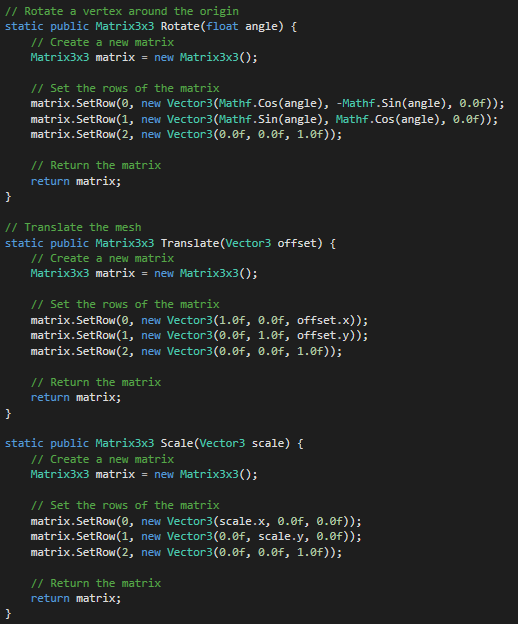 // Rotate a vertex around the origin
static public Matrix3x3 Rotate(float angle) {
    // Create a new matrix
    Matrix3x3 matrix = new Matrix3x3();

    // Set the rows of the matrix
    matrix.SetRow(0, new Vector3(Mathf.Cos(angle), -Mathf.Sin(angle), 0.0f));
    matrix.SetRow(1, new Vector3(Mathf.Sin(angle), Mathf.Cos(angle), 0.0f));
    matrix.SetRow(2, new Vector3(0.0f, 0.0f, 1.0f));

    // Return the matrix
    return matrix;
}

// Translate the mesh
static public Matrix3x3 Translate(Vector3 offset) {
    // Create a new matrix
    Matrix3x3 matrix = new Matrix3x3();

    // Set the rows of the matrix
    matrix.SetRow(0, new Vector3(1.0f, 0.0f, offset.x));
    matrix.SetRow(1, new Vector3(0.0f, 1.0f, offset.y));
    matrix.SetRow(2, new Vector3(0.0f, 0.0f, 1.0f));

    // Return the matrix
    return matrix;
}

static public Matrix3x3 Scale(Vector3 scale) {
    // Create a new matrix
    Matrix3x3 matrix = new Matrix3x3();

    // Set the rows of the matrix
    matrix.SetRow(0, new Vector3(scale.x, 0.0f, 0.0f));
    matrix.SetRow(1, new Vector3(0.0f, scale.y, 0.0f));
    matrix.SetRow(2, new Vector3(0.0f, 0.0f, 1.0f));

    // Return the matrix
    return matrix;
}